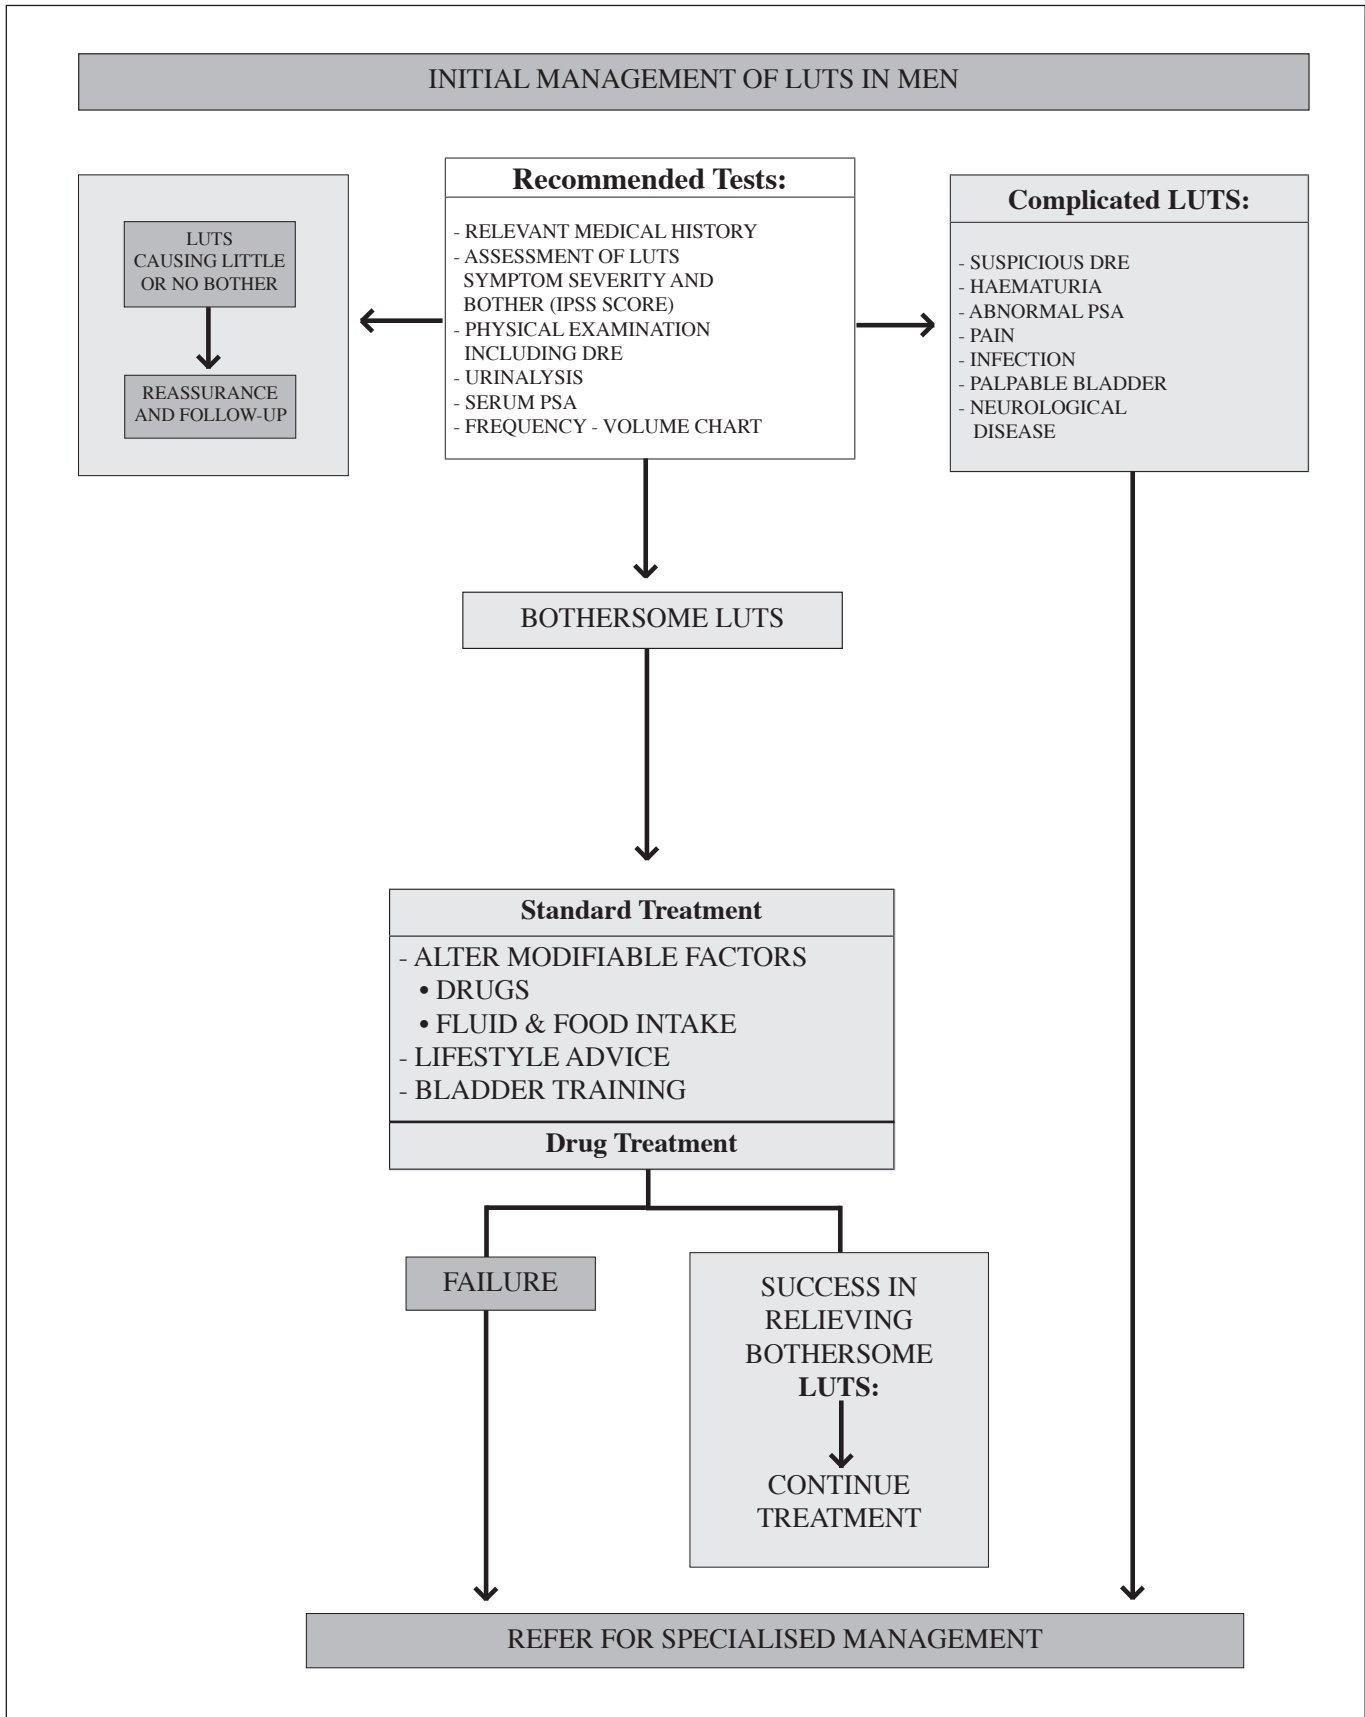 INITIAL MANAGEMENT OF LUTS IN MEN
LUTS
CAUSING LITTLE
OR NO BOTHER
REASSURANCE
AND FOLLOW-UP
Recommended Tests:
- RELEVANT MEDICAL HISTORY
- ASSESSMENT OF LUTS
SYMPTOM SEVERITY AND
BOTHER (IPSS SCORE)
- PHYSICAL EXAMINATION
INCLUDING DRE
- URINALYSIS
- SERUM PSA
- FREQUENCY - VOLUME CHART
Complicated LUTS:
- SUSPICIOUS DRE
- HAEMATURIA
- ABNORMAL PSA
- PAIN
- INFECTION
- PALPABLE BLADDER
- NEUROLOGICAL
DISEASE
BOTHERSOME LUTS
Standard Treatment
- ALTER MODIFIABLE FACTORS
• DRUGS
• FLUID & FOOD INTAKE
- LIFESTYLE ADVICE
- BLADDER TRAINING
Drug Treatment
FAILURE
SUCCESS IN
RELIEVING
BOTHERSOME
LUTS:
CONTINUE
TREATMENT
REFER FOR SPECIALISED MANAGEMENT